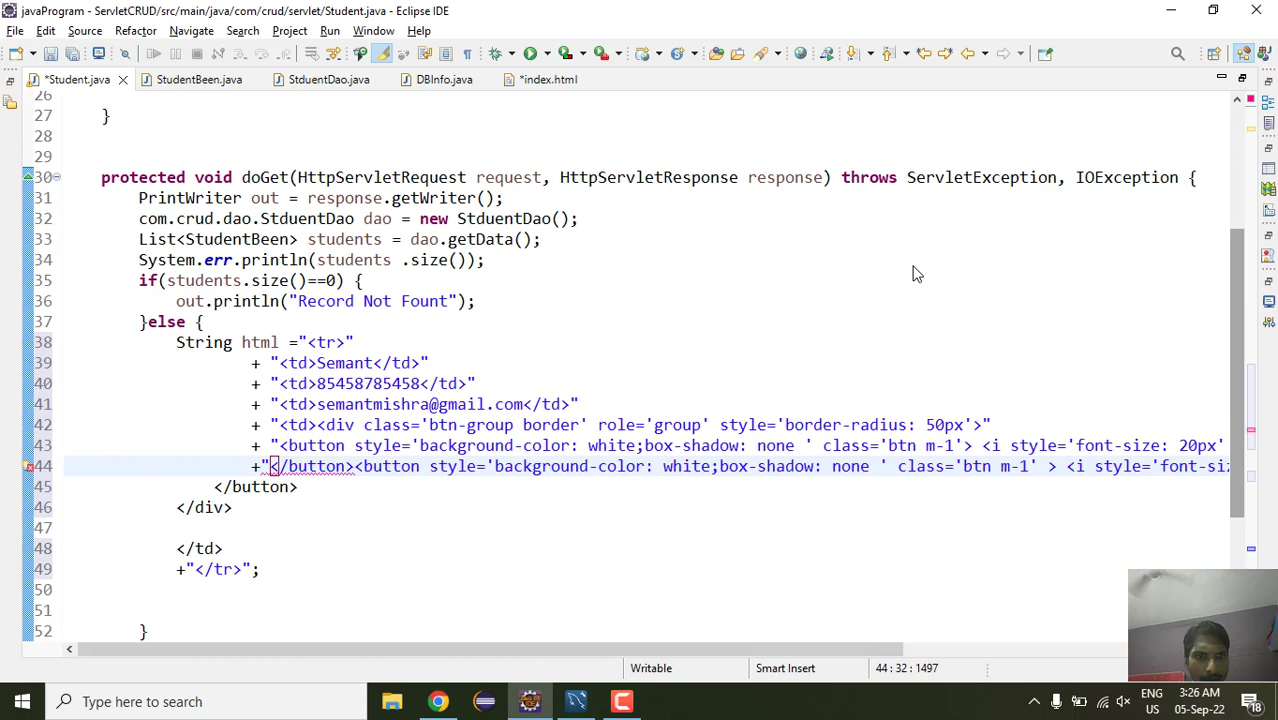 javaProgram - ServletCRUD/src/main/java/com/crud/servlet/Student.java - Eclipse IDE
File Edit Source Refactor Navigate Search Project Run Window Help
*Student.java StudentBeen.java StduentDao.java DBInfo.java *index.html
26
27 }
28
29
30 protected void doGet(HttpServletRequest request, HttpServletResponse response) throws ServletException, IOException {
31 PrintWriter out = response.getWriter();
32 com.crud.dao.StduentDao dao = new StduentDao();
33 List<StudentBeen> students = dao.getData();
34 System.err.println(students .size());
35 if(students.size()==0) {
36 out.println("Record Not Fount");
37 }else {
38 String html ="<tr>"
39 + "<td>Semant</td>"
40 + "<td>85458785458</td>"
41 + "<td>semantmishra@gmail.com</td>"
42 + "<td><div class='btn-group border' role='group' style='border-radius: 50px'>"
43 + "<button style='background-color: white;box-shadow: none ' class='btn m-1'> <i style='font-size: 20px'
44 +"</button><button style='background-color: white;box-shadow: none ' class='btn m-1' > <i style='font-siz
45 </button>
46 </div>
47
48 </td>
49 +"</tr>";
50
51
52 }
Writable Smart Insert 44 : 32 : 1497
Type here to search
ENG US
3:26 AM
05-Sep-22
18